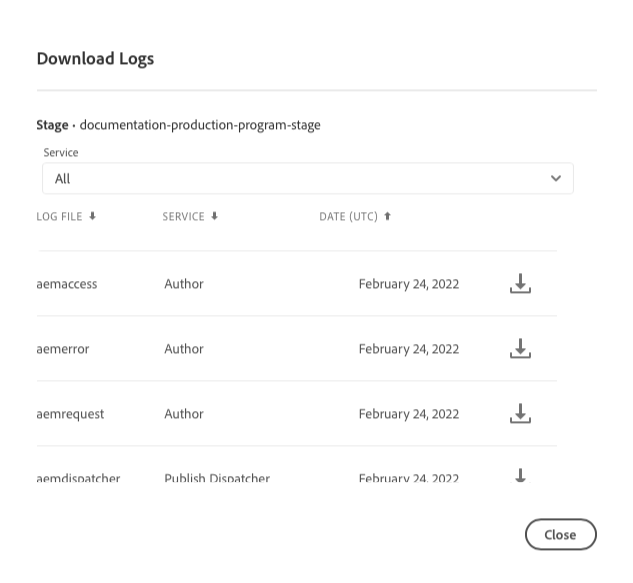 Download Logs
Stage • documentation-production-program-stage
Service
All
LOG FILE SERVICE DATE (UTC)
aemaccess Author February 24, 2022
aemerror Author February 24, 2022
aemrequest Author February 24, 2022
aemdispatcher Publish Dispatcher February 24, 2022
Close